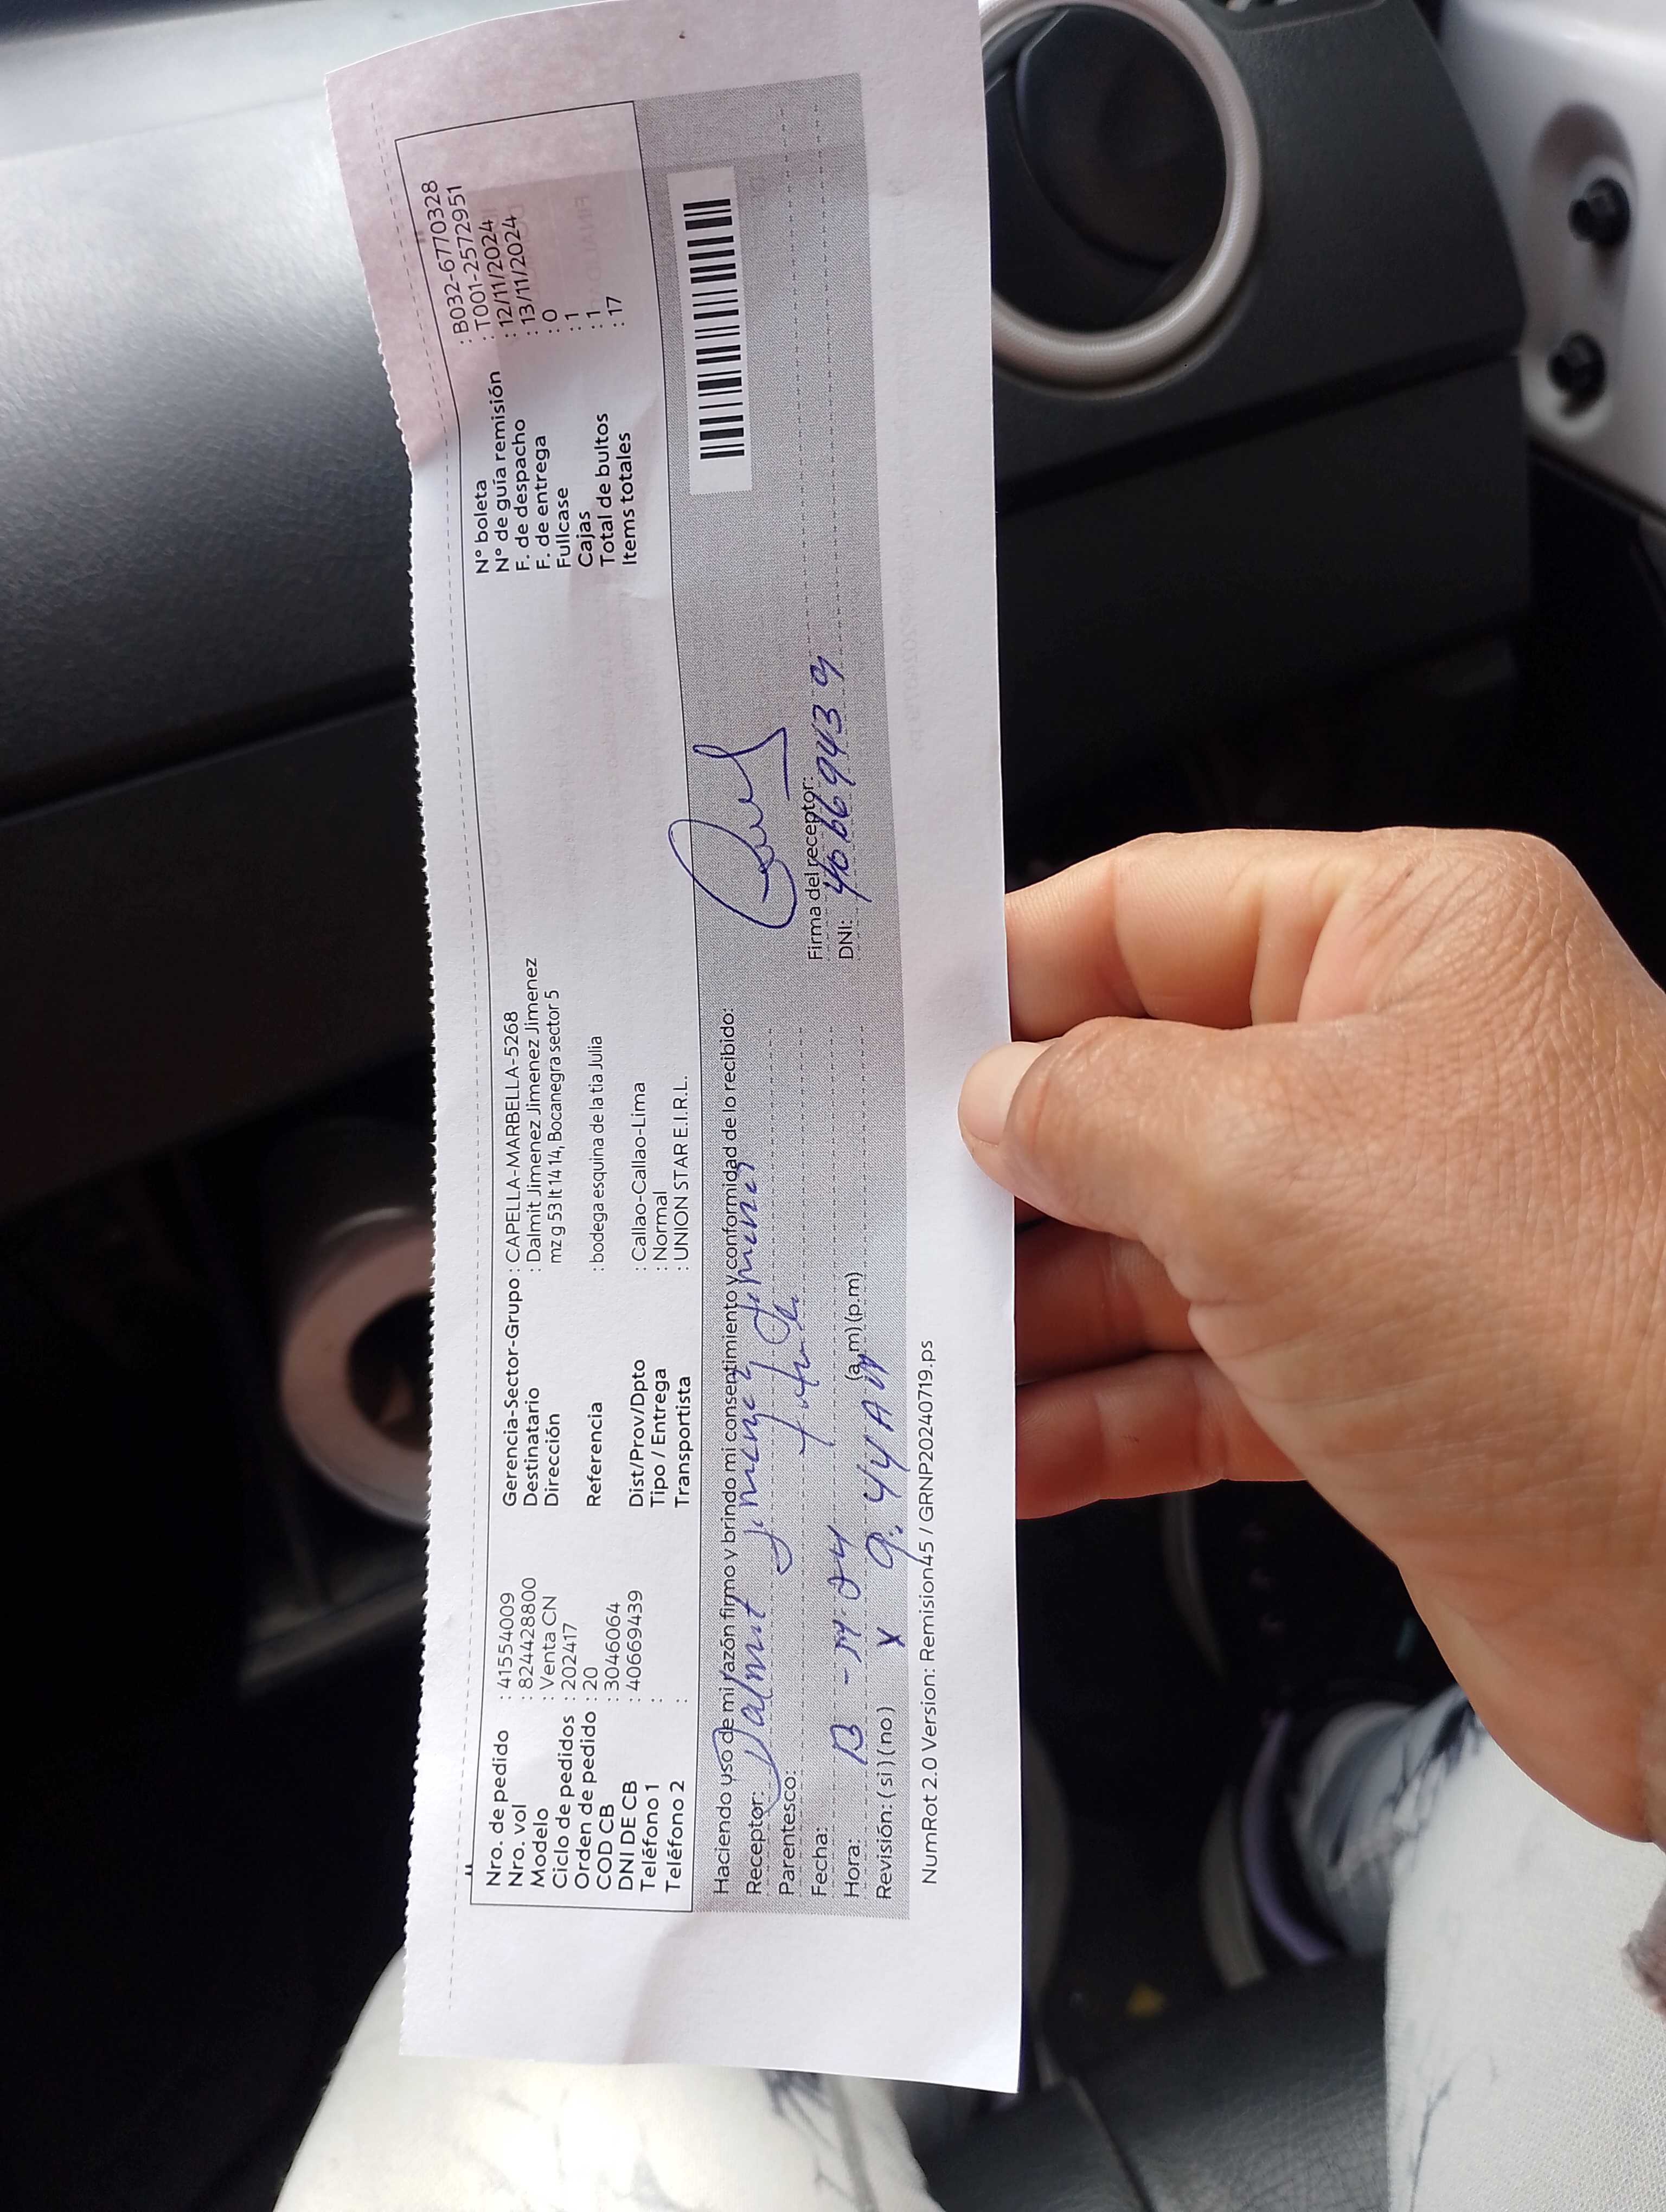 Nro. de pedido : 41554009
Nro. vol : 824428800
Modelo : Venta CN
Ciclo de pedidos : 202417
Orden de pedido : 20
COD CB : 3046064
DNI DE CB : 40669439
Teléfono 1 :
Teléfono 2 :
Gerencia-Sector-Grupo : CAPELLA-MARBELLA-5268
Destinatario : Dalmit Jimenez Jimenez Jimenez
Dirección mz g 53 lt 14 14, Bocanegra sector 5
Referencia : bodega esquina de la tia Julia
Dist/Prov/Dpto : Callao-Callao-Lima
Tipo / Entrega : Normal
Transportista : UNION STAR E.I.R.L.
N° boleta : B032-6770328
N° de guía remisión : T001-2572951
F. de despacho : 12/11/2024
F. de entrega : 13/11/2024
Fullcase : 0
Cajas : 1
Total de bultos : 1
Items totales : 17
Haciendo uso de mi razón firmo y brindo mi consentimiento y conformidad de lo recibido:
Receptor: Dalmit Jimenez Jimenez
Parentesco:
Fecha: 13
Hora: 9:44 AM (a.m) (p.m)
Revisión: ( si ) ( no ) X
Firma del receptor:
DNI: 40669439
NumRot 2.0 Version: Remision45 / GRNP20240719.ps